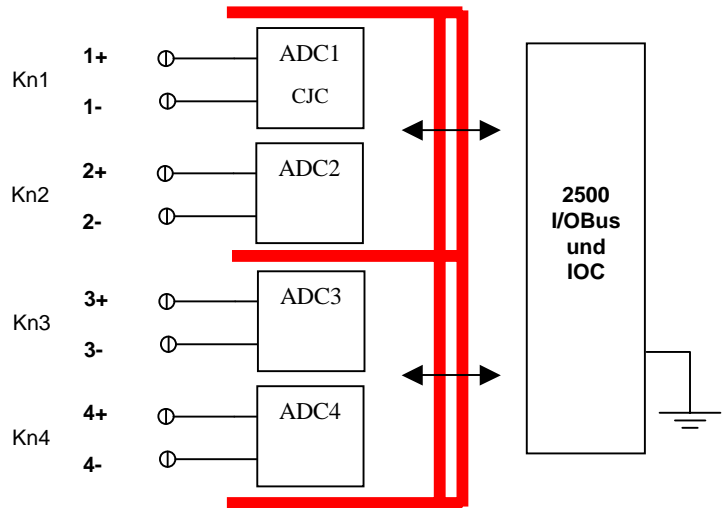 Kn1
1+
1-
ADC1
CJC
Kn2
2+
2-
ADC2
Kn3
3+
3-
ADC3
Kn4
4+
4-
ADC4
2500
I/OBus
und
IOC